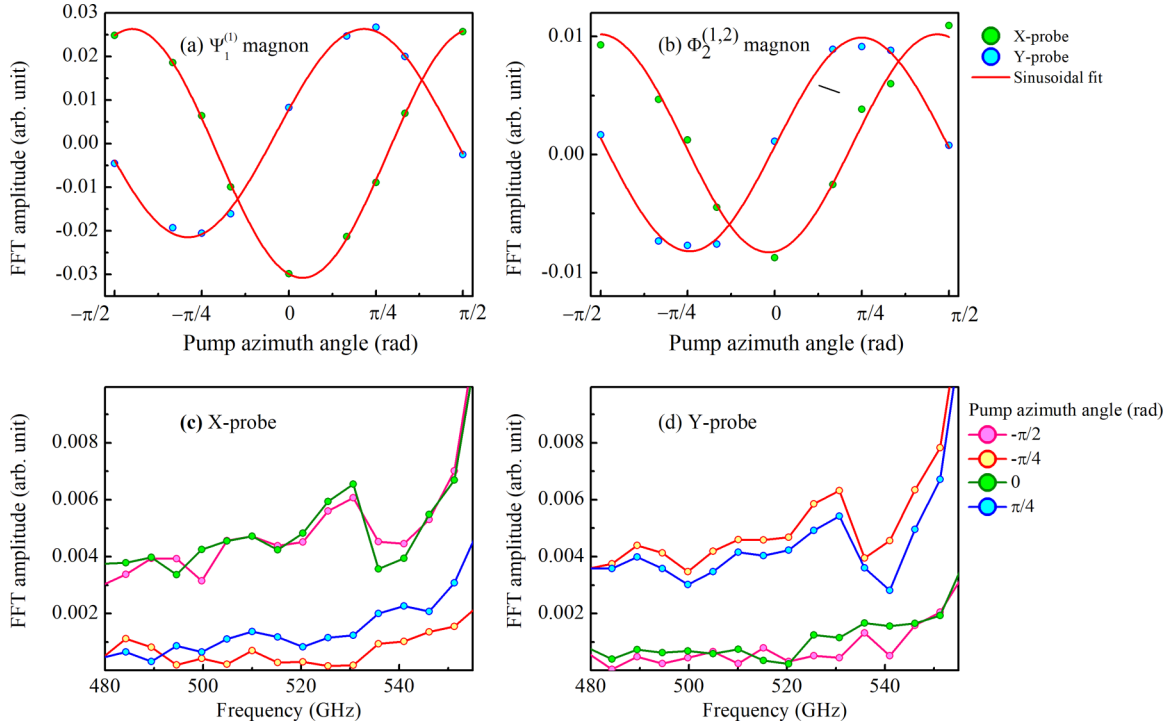 (a) Ψ₁⁽¹⁾ magnon
FFT amplitude (arb. unit)
0.03
0.02
0.01
0.00
-0.01
-0.02
-0.03
−π/2
−π/4
0
π/4
π/2
Pump azimuth angle (rad)
(b) Φ₂⁽¹,²⁾ magnon
FFT amplitude (arb. unit)
0.01
0.00
-0.01
−π/2
−π/4
0
π/4
π/2
Pump azimuth angle (rad)
X-probe
Y-probe
Sinusoidal fit
(c) X-probe
FFT amplitude (arb. unit)
0.008
0.006
0.004
0.002
480
500
520
540
Frequency (GHz)
(d) Y-probe
FFT amplitude (arb. unit)
0.008
0.006
0.004
0.002
480
500
520
540
Frequency (GHz)
Pump azimuth angle (rad)
-π/2
-π/4
0
π/4